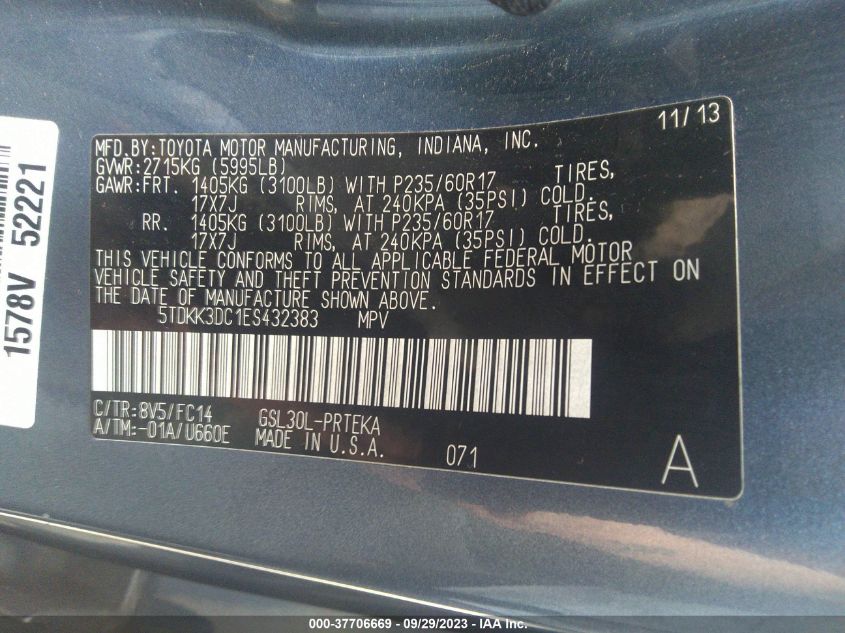 11/13
MFD.BY:TOYOTA MOTOR MANUFACTURING, INDIANA, INC.
GVWR:2715KG (5995LB)
GAWR:FRT. 1405KG (3100LB) WITH P235/60R17 TIRES,
17X7J RIMS, AT 240KPA (35PSI) COLD.
RR. 1405KG (3100LB) WITH P235/60R17 TIRES,
17X7J RIMS, AT 240KPA (35PSI) COLD.
THIS VEHICLE CONFORMS TO ALL APPLICABLE FEDERAL MOTOR
VEHICLE SAFETY AND THEFT PREVENTION STANDARDS IN EFFECT ON
THE DATE OF MANUFACTURE SHOWN ABOVE.
5TDKK3DC1ES432383 MPV
C/TR:8V5/FC14 GSL30L-PRTEKA
A/TM:-01A/U660E MADE IN U.S.A. 071 A
1578V 52221
000-37706669 - 09/29/2023 - IAA Inc.